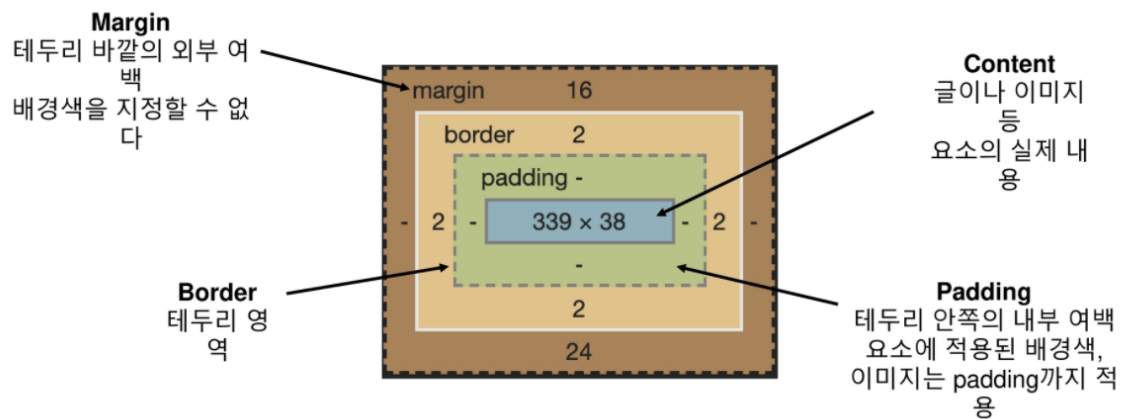 Margin
테두리 바깥의 외부 여
백
배경색을 지정할 수 없
다
Content
글이나 이미지
등
요소의 실제 내
용
margin 16
border 2
padding -
- 2 - 339 × 38 - 2 -
-
2
24
Border
테두리 영
역
Padding
테두리 안쪽의 내부 여백
요소에 적용된 배경색,
이미지는 padding까지 적
용